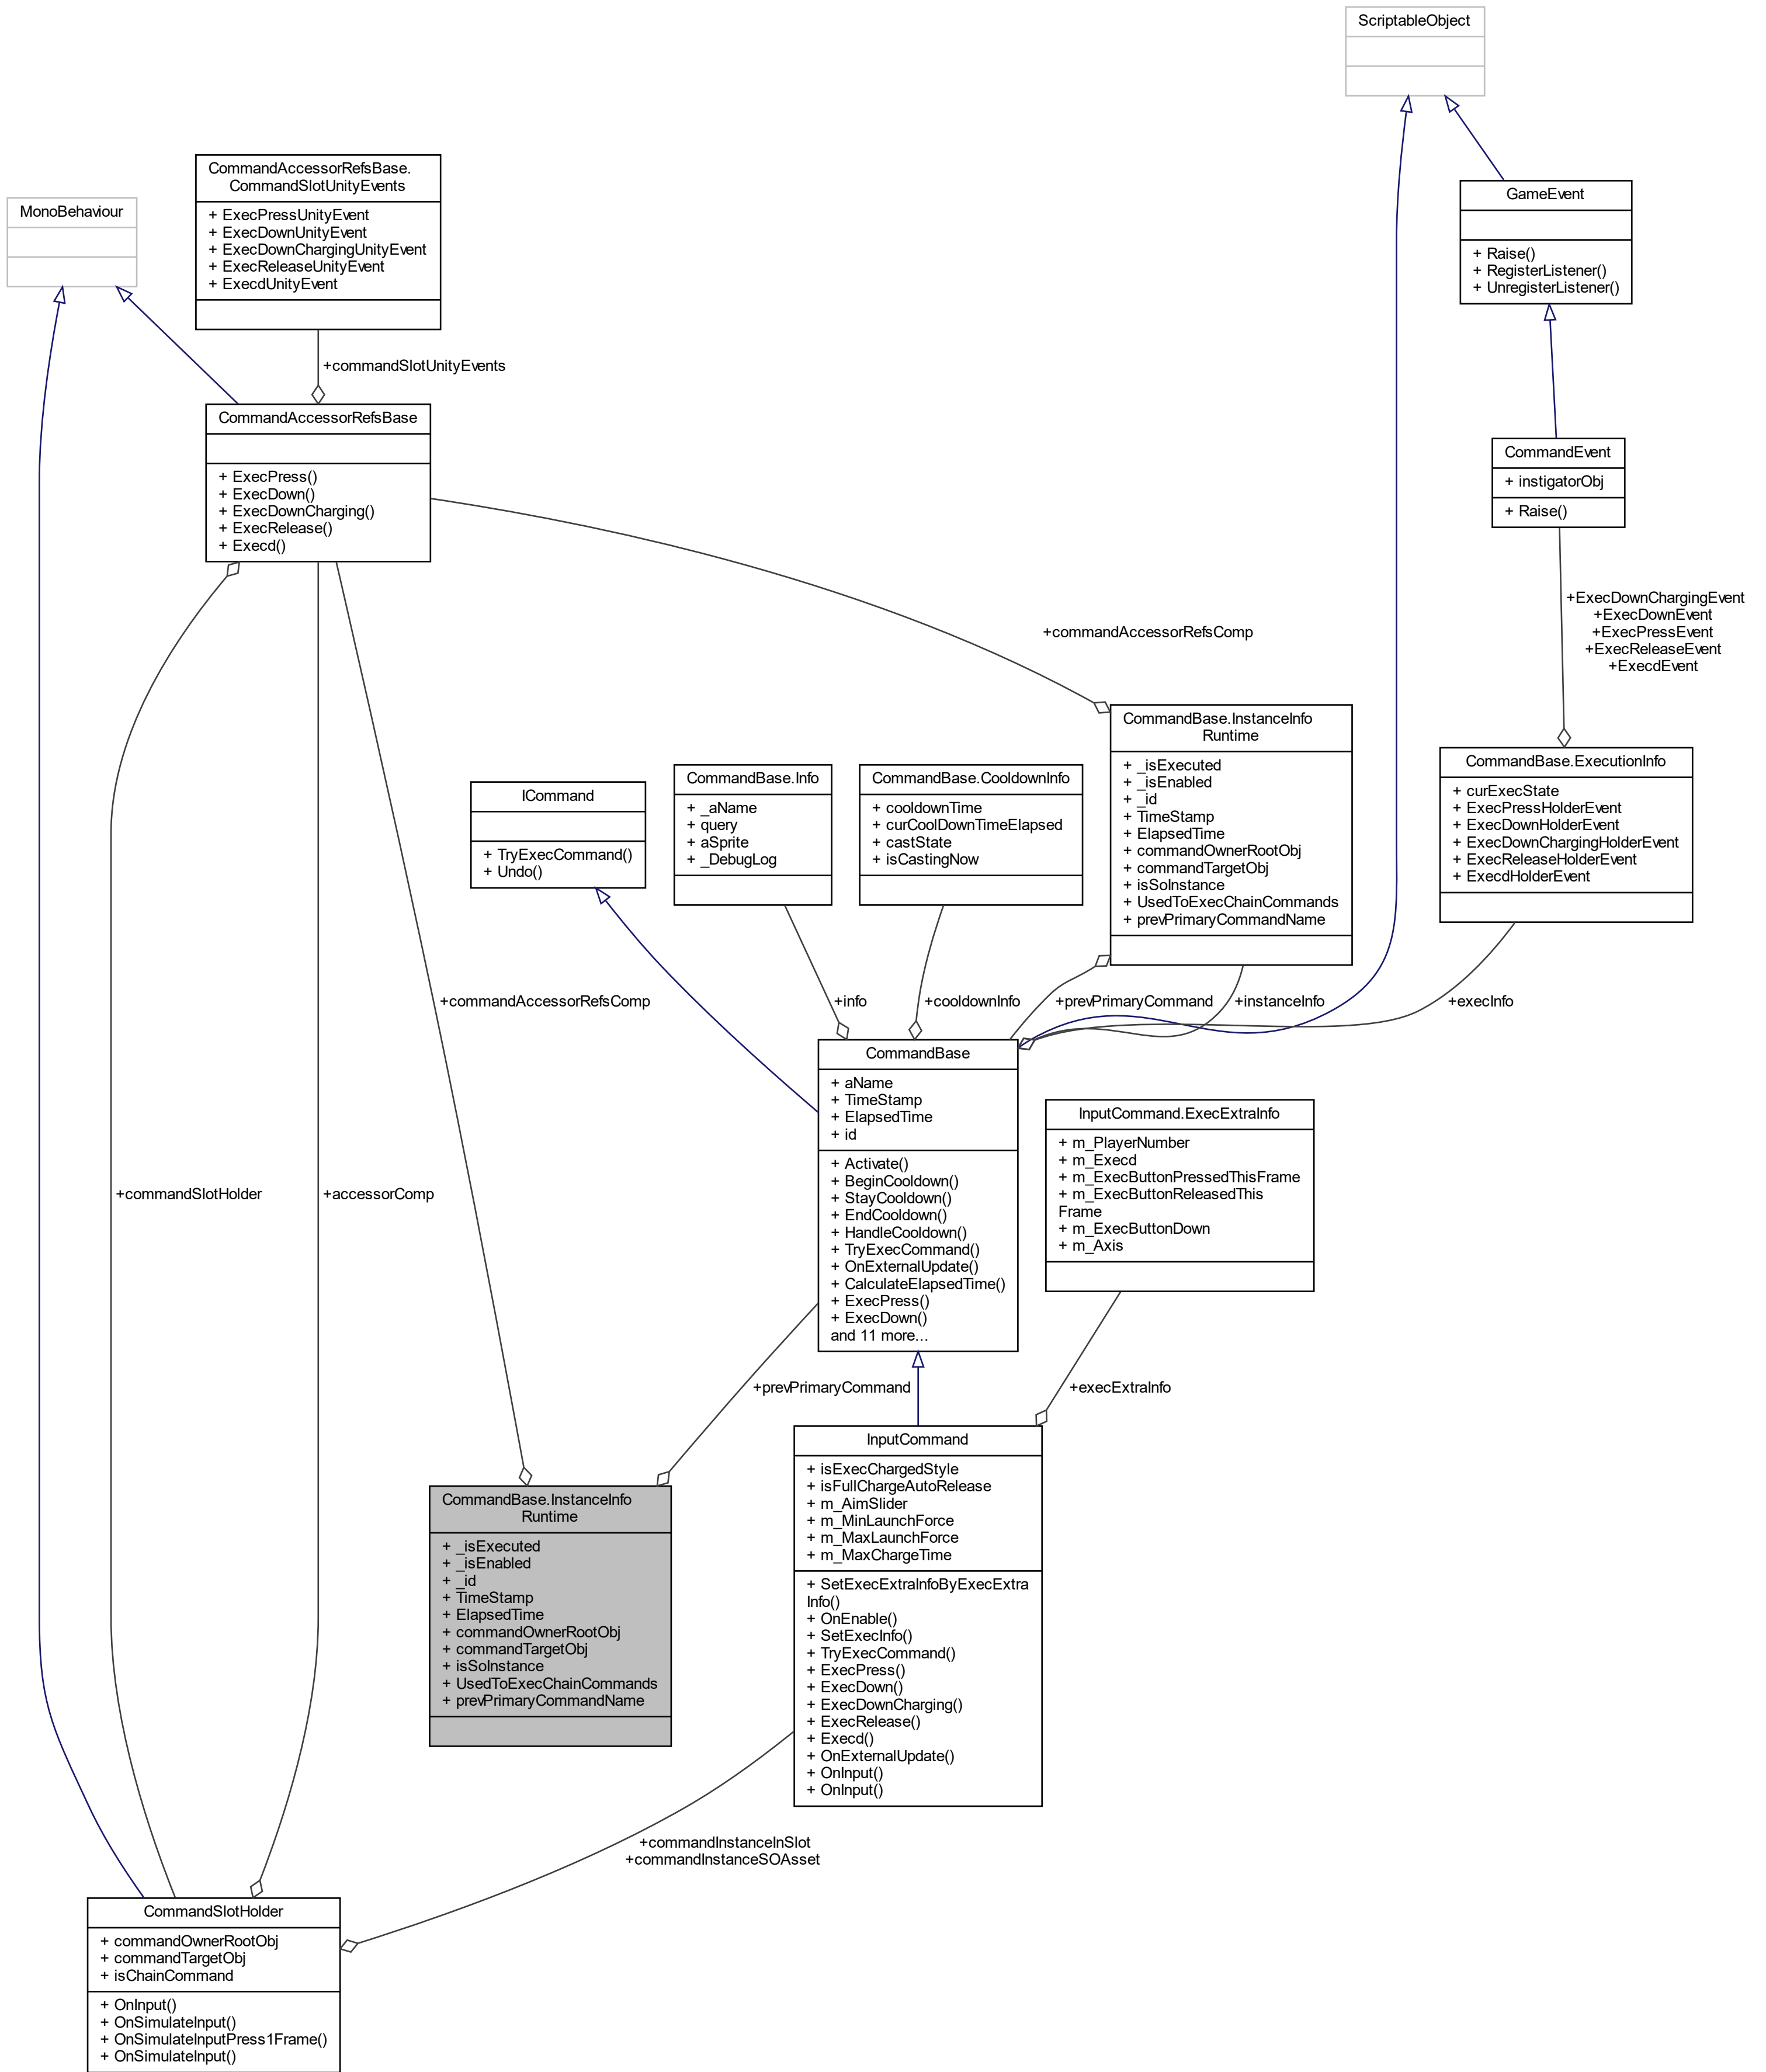 ScriptableObject
CommandAccessorRefsBase.
CommandSlotUnityEvents
+ ExecPressUnityEvent
+ ExecDownUnityEvent
+ ExecDownChargingUnityEvent
+ ExecReleaseUnityEvent
+ ExecdUnityEvent
GameEvent
+ Raise()
+ RegisterListener()
+ UnregisterListener()
MonoBehaviour
+commandSlotUnityEvents
CommandAccessorRefsBase
+ ExecPress()
+ ExecDown()
+ ExecDownCharging()
+ ExecRelease()
+ Execd()
CommandEvent
+ instigatorObj
+ Raise()
+ExecDownChargingEvent
+ExecDownEvent
+ExecPressEvent
+ExecReleaseEvent
+ExecdEvent
+commandAccessorRefsComp
CommandBase.InstanceInfo
Runtime
+ _isExecuted
+ _isEnabled
+ _id
+ TimeStamp
+ ElapsedTime
+ commandOwnerRootObj
+ commandTargetObj
+ isSoInstance
+ UsedToExecChainCommands
+ prevPrimaryCommandName
CommandBase.ExecutionInfo
+ curExecState
+ ExecPressHolderEvent
+ ExecDownHolderEvent
+ ExecDownChargingHolderEvent
+ ExecReleaseHolderEvent
+ ExecdHolderEvent
CommandBase.Info
+ _aName
+ query
+ aSprite
+ _DebugLog
CommandBase.CooldownInfo
+ cooldownTime
+ curCoolDownTimeElapsed
+ castState
+ isCastingNow
ICommand
+ TryExecCommand()
+ Undo()
+commandAccessorRefsComp
+info
+cooldownInfo
+prevPrimaryCommand
+instanceInfo
+execInfo
CommandBase
+ aName
+ TimeStamp
+ ElapsedTime
+ id
+ Activate()
+ BeginCooldown()
+ StayCooldown()
+ EndCooldown()
+ HandleCooldown()
+ TryExecCommand()
+ OnExternalUpdate()
+ CalculateElapsedTime()
+ ExecPress()
+ ExecDown()
and 11 more...
InputCommand.ExecExtraInfo
+ m_PlayerNumber
+ m_Execd
+ m_ExecButtonPressedThisFrame
+ m_ExecButtonReleasedThis
Frame
+ m_ExecButtonDown
+ m_Axis
+commandSlotHolder
+accessorComp
+prevPrimaryCommand
+execExtraInfo
InputCommand
+ isExecChargedStyle
+ isFullChargeAutoRelease
+ m_AimSlider
+ m_MinLaunchForce
+ m_MaxLaunchForce
+ m_MaxChargeTime
+ SetExecExtraInfoByExecExtra
Info()
+ OnEnable()
+ SetExecInfo()
+ TryExecCommand()
+ ExecPress()
+ ExecDown()
+ ExecDownCharging()
+ ExecRelease()
+ Execd()
+ OnExternalUpdate()
+ OnInput()
+ OnInput()
CommandBase.InstanceInfo
Runtime
+ _isExecuted
+ _isEnabled
+ _id
+ TimeStamp
+ ElapsedTime
+ commandOwnerRootObj
+ commandTargetObj
+ isSoInstance
+ UsedToExecChainCommands
+ prevPrimaryCommandName
+commandInstanceInSlot
+commandInstanceSOAsset
CommandSlotHolder
+ commandOwnerRootObj
+ commandTargetObj
+ isChainCommand
+ OnInput()
+ OnSimulateInput()
+ OnSimulateInputPress1Frame()
+ OnSimulateInput()